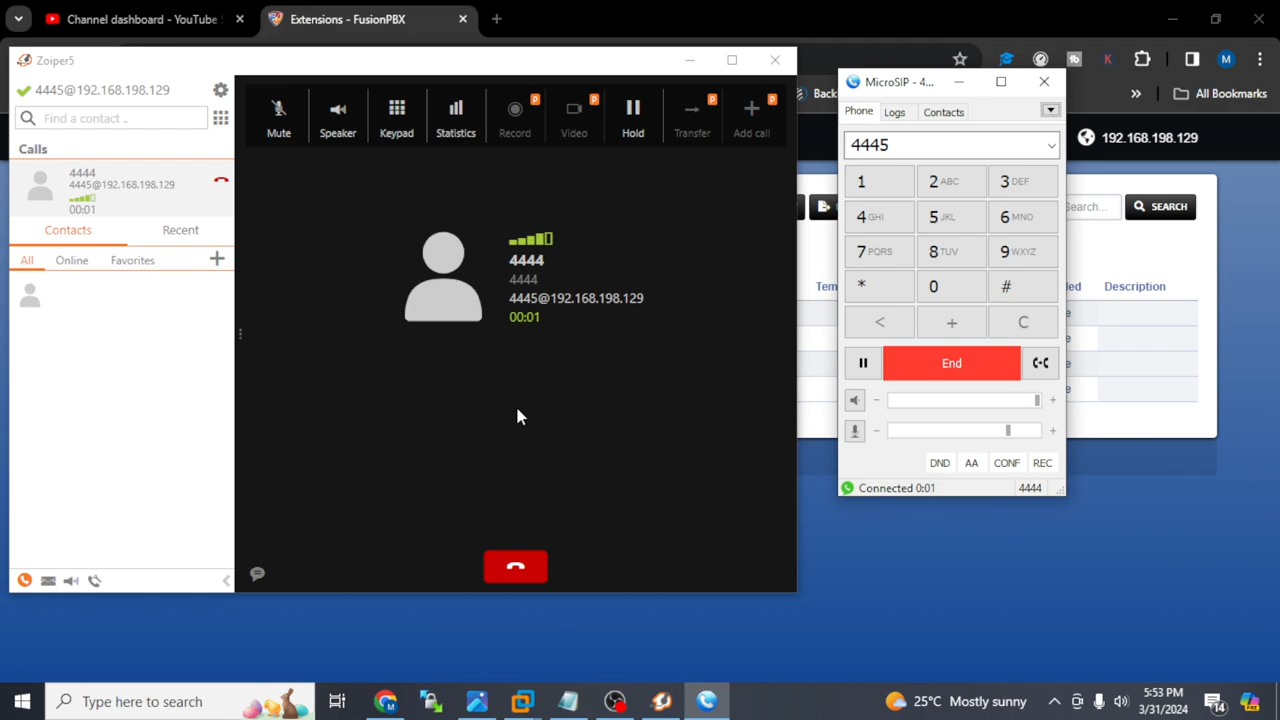 Channel dashboard - YouTube
Extensions - FusionPBX
Zoiper5
4445@192.168.198.129
Find a contact ..
Calls
4444
4445@192.168.198.129
00:01
Contacts
Recent
All
Online
Favorites
Mute
Speaker
Keypad
Statistics
Record
Video
Hold
Transfer
Add call
4444
4444
4445@192.168.198.129
00:01
MicroSIP - 4...
Phone
Logs
Contacts
4445
1
2 ABC
3 DEF
4 GHI
5 JKL
6 MNO
7 PQRS
8 TUV
9 WXYZ
*
0
#
<
+
C
End
DND
AA
CONF
REC
Connected 0:01
4444
Back
All Bookmarks
192.168.198.129
Search...
SEARCH
Tem
ed
Description
e
e
e
e
Type here to search
25°C Mostly sunny
5:53 PM
3/31/2024
14